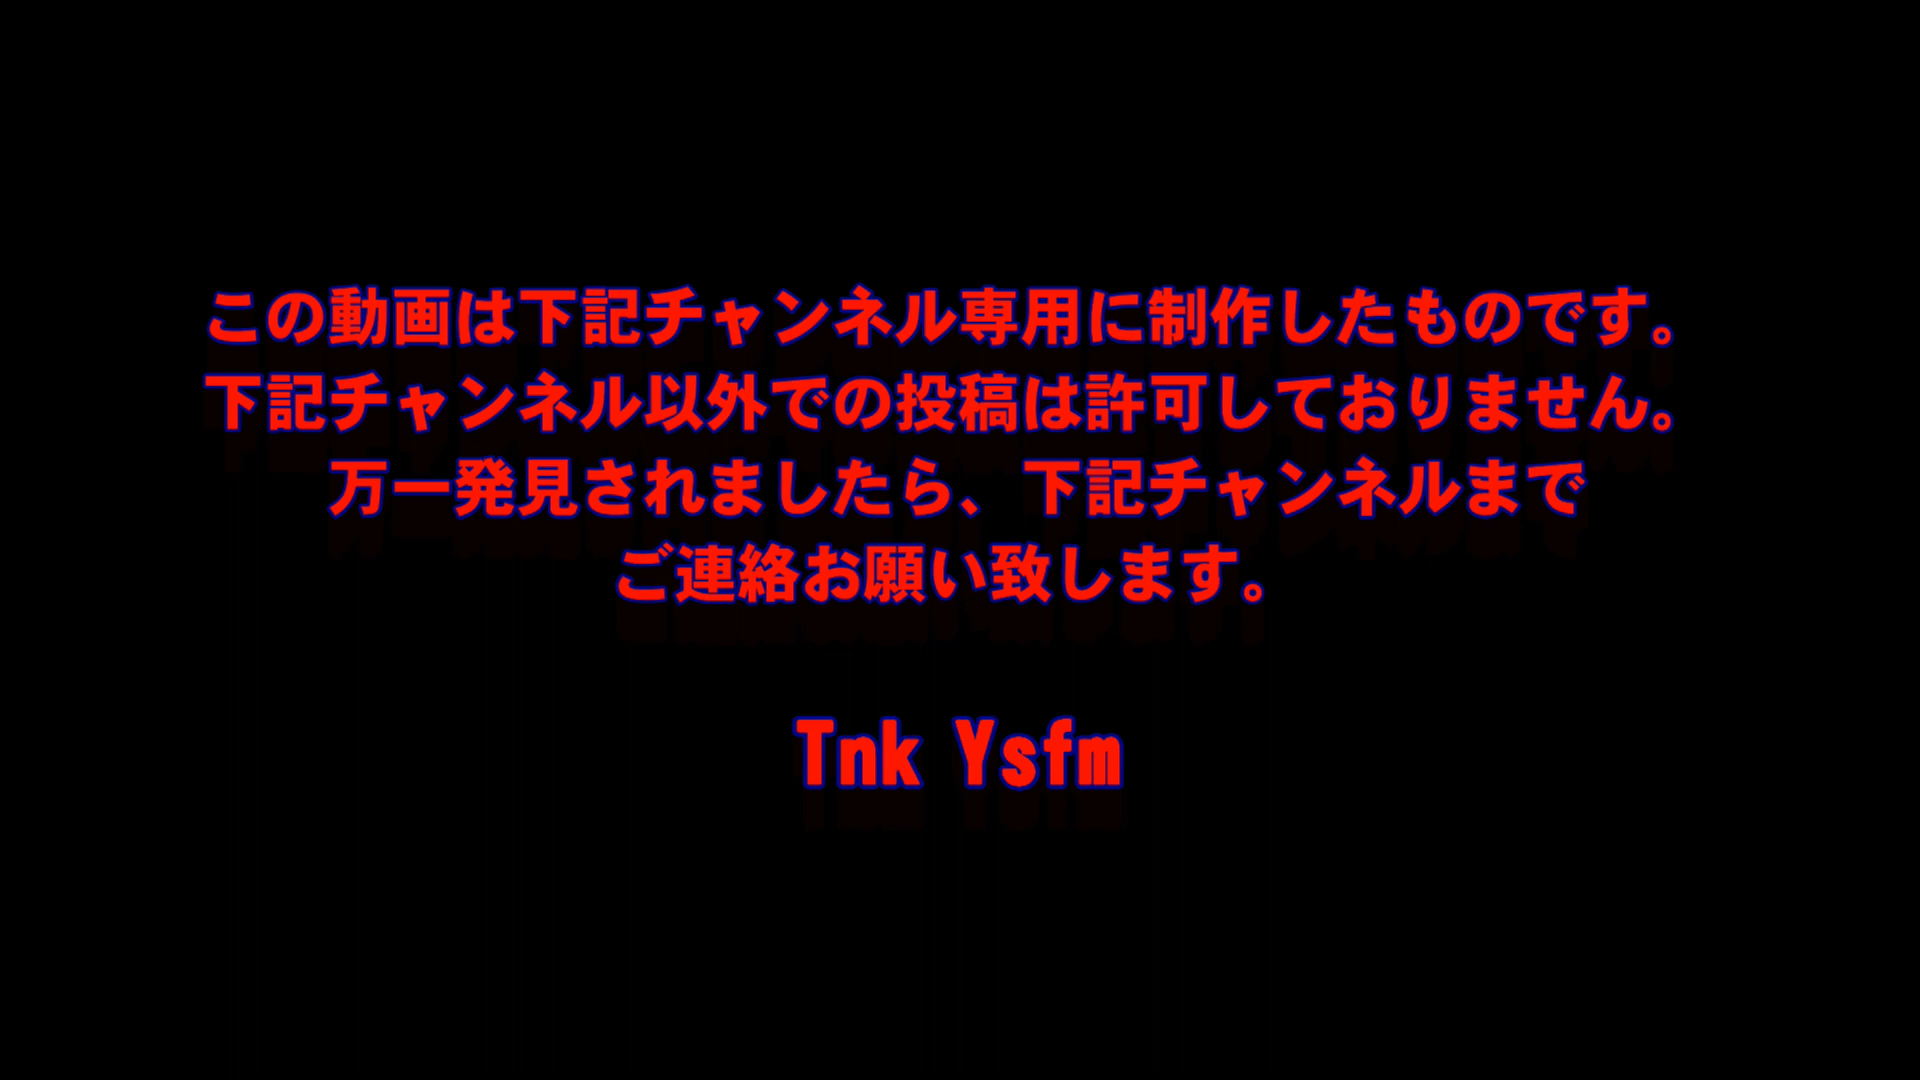 この動画は下記チャンネル専用に制作したものです。
下記チャンネル以外での投稿は許可しておりません。
万一発見されましたら、下記チャンネルまで
ご連絡お願い致します。
Tnk Ysfm